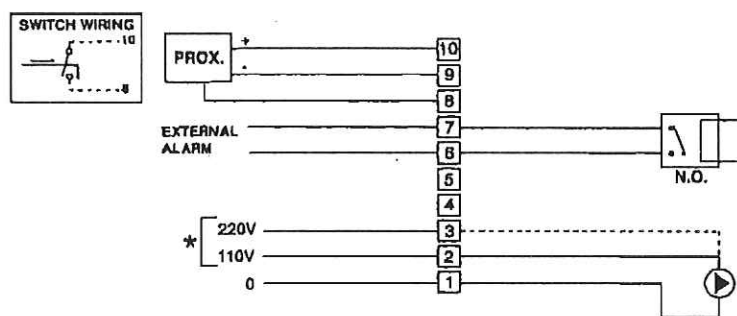 SWITCH WIRING
10
8
PROX.
+
-
10
9
8
7
6
5
4
3
2
1
EXTERNAL
ALARM
N.O.
* 220V
110V
0